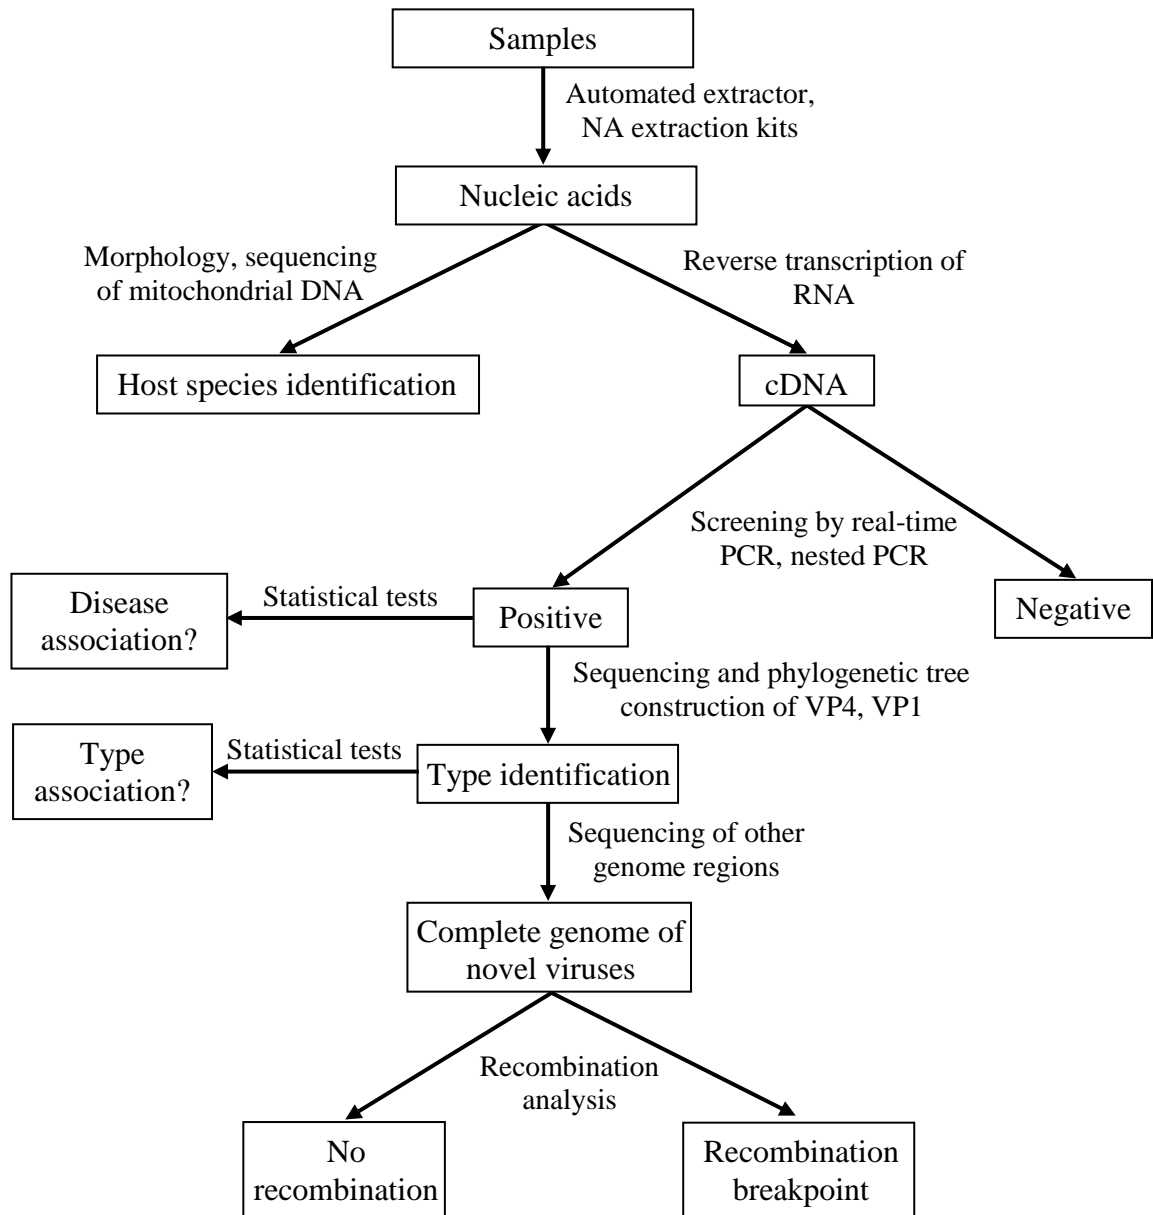 Samples
Automated extractor,
NA extraction kits
Nucleic acids
Morphology, sequencing
of mitochondrial DNA
Reverse transcription of
RNA
Host species identification
cDNA
Screening by real-time
PCR, nested PCR
Disease
association?
Statistical tests
Positive
Negative
Sequencing and phylogenetic tree
construction of VP4, VP1
Type
association?
Statistical tests
Type identification
Sequencing of other
genome regions
Complete genome of
novel viruses
Recombination
analysis
No
recombination
Recombination
breakpoint